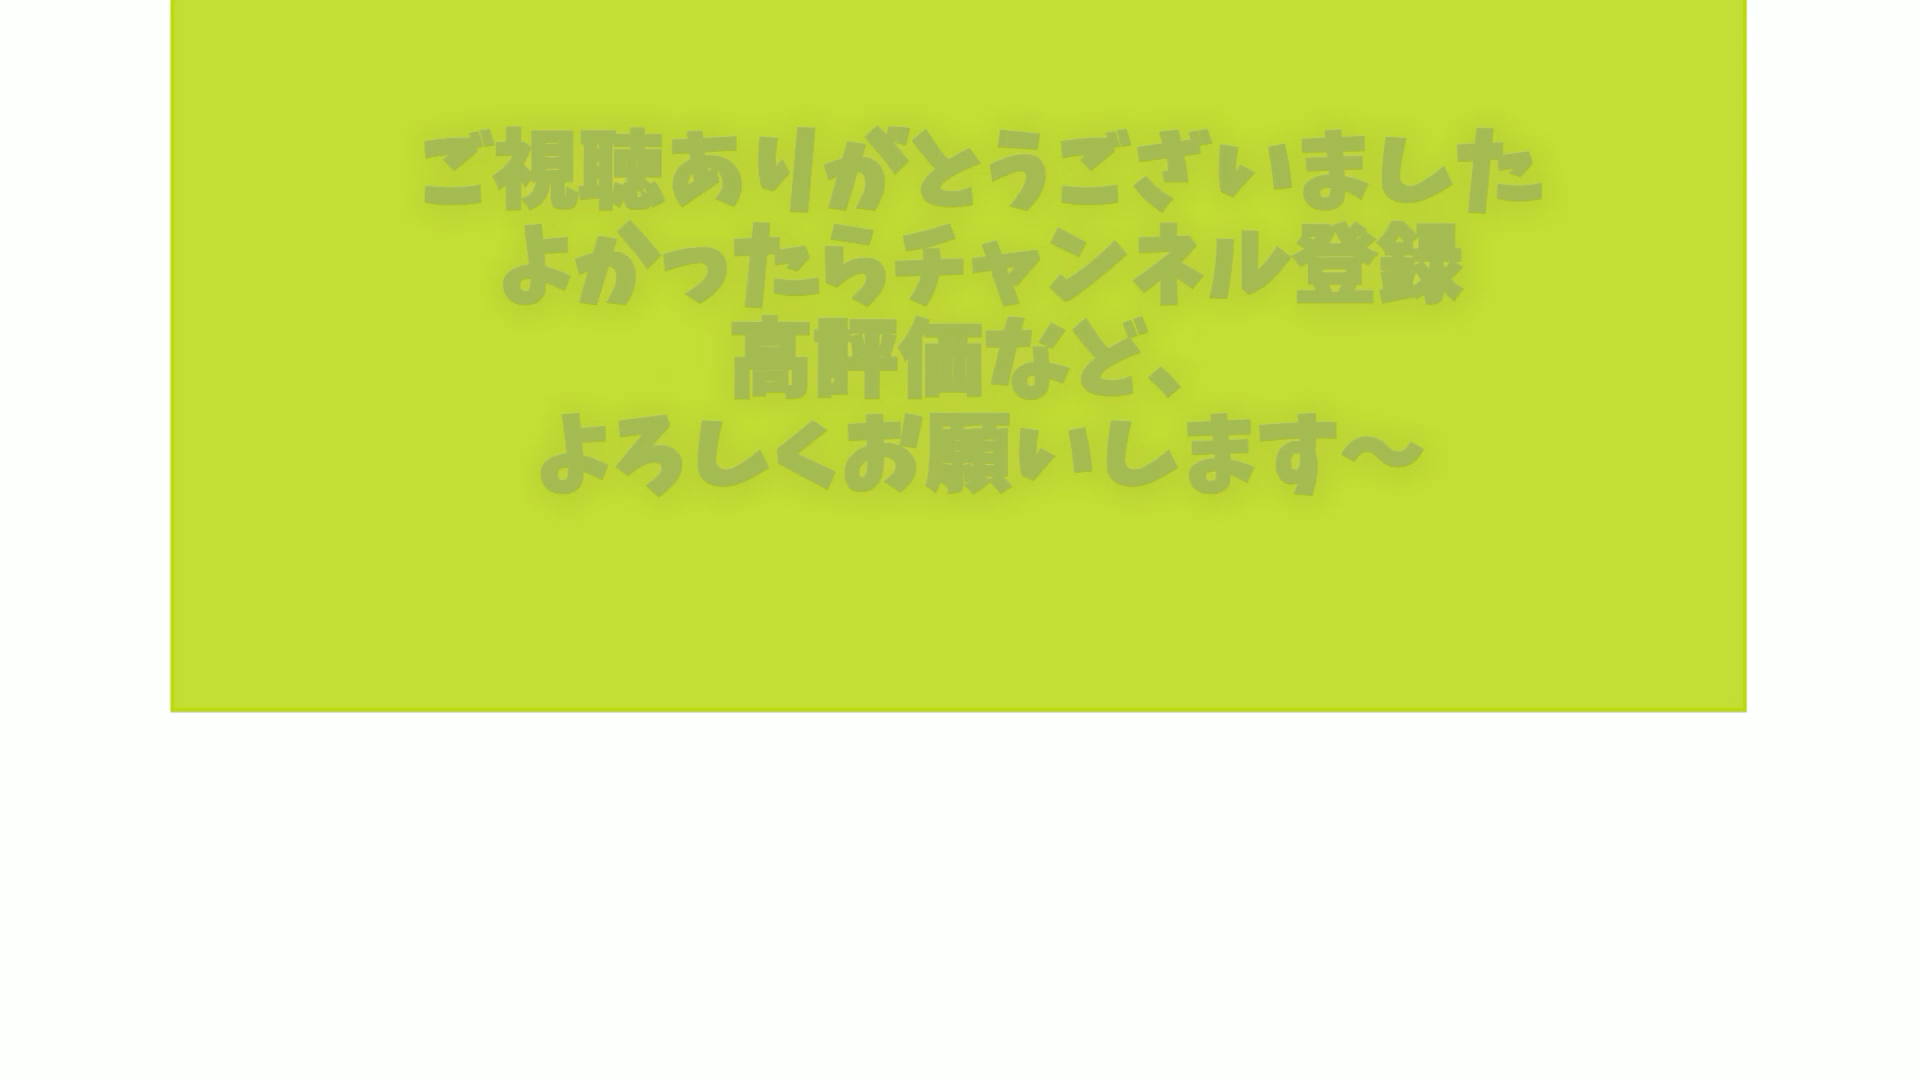 ご視聴ありがとうございました
よかったらチャンネル登録
高評価など、
よろしくお願いします〜